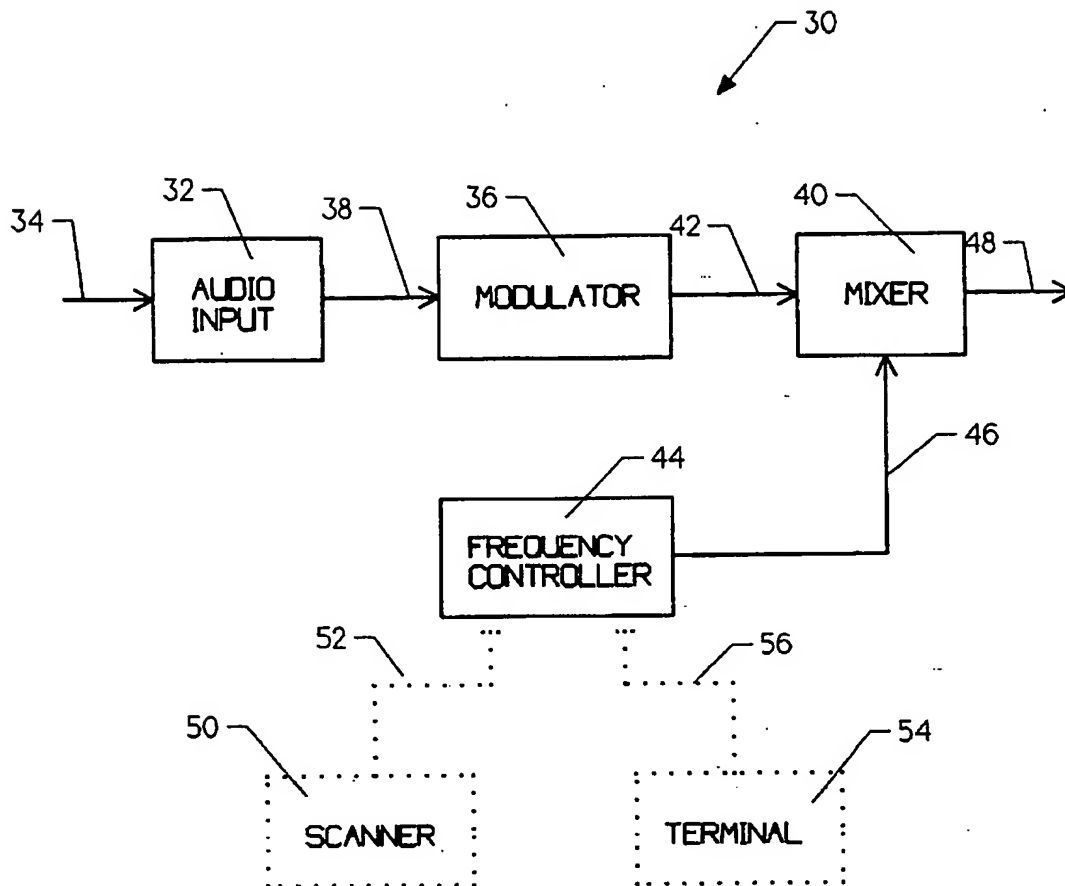 30
32
34
38
36
42
40
48
AUDIO
INPUT
MODULATOR
MIXER
46
44
FREQUENCY
CONTROLLER
52
56
50
54
SCANNER
TERMINAL